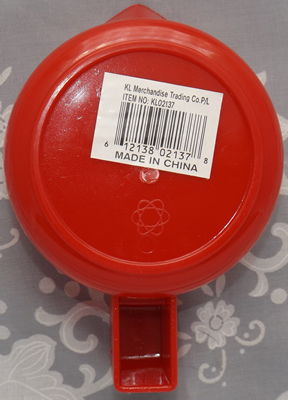 KL Merchandise Trading Co.P/L
ITEM NO: KL02137
6 12138 02137 8
MADE IN CHINA